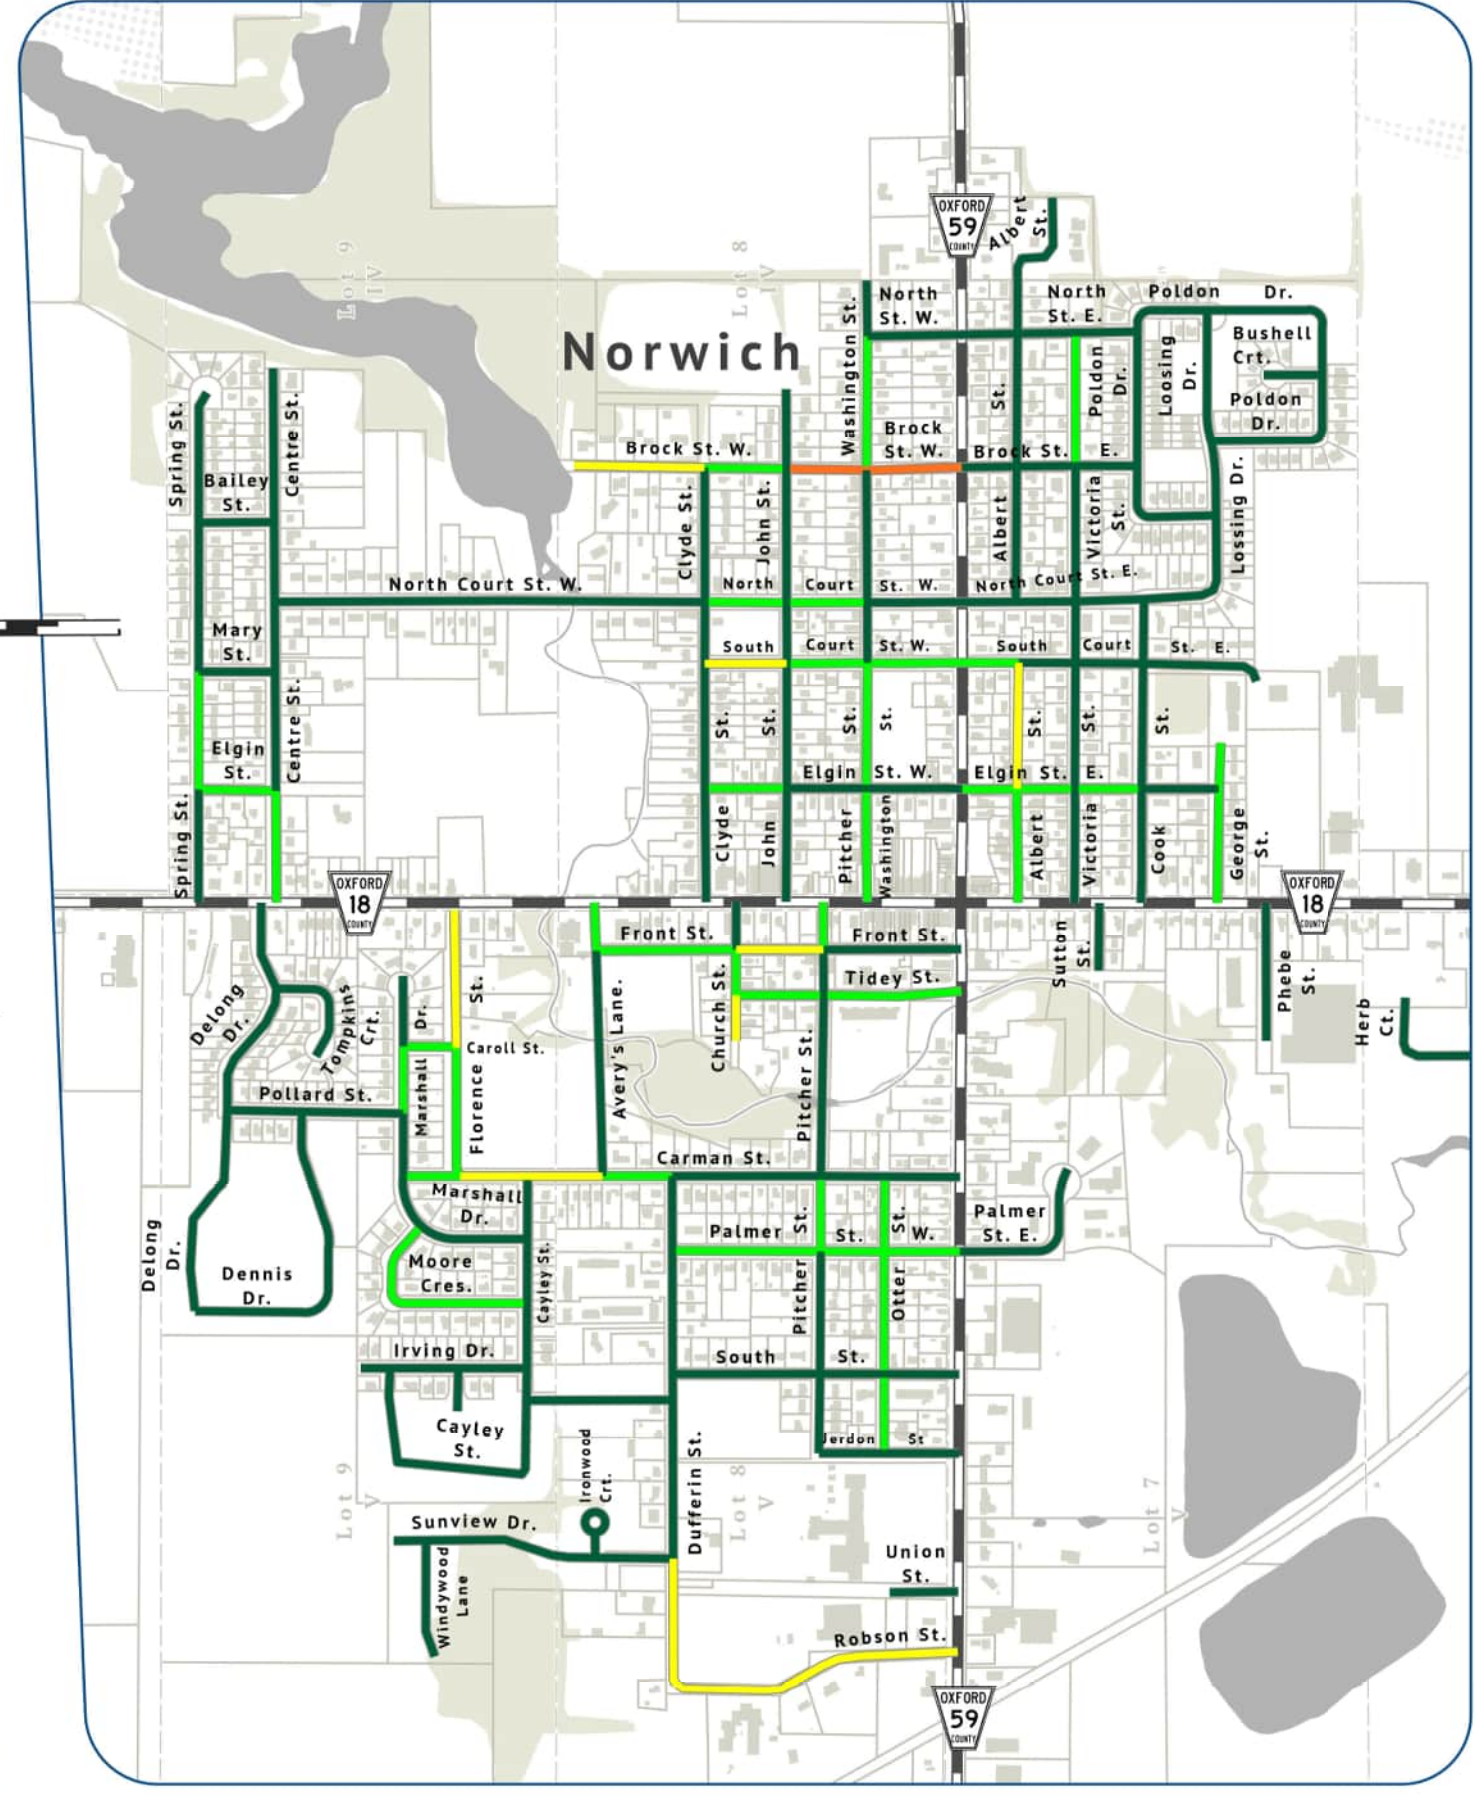 OXFORD
59
COUNTY
Albert
St.
Lot 9
IV
Lot 8
IV
North
St. W.
North
St. E.
Poldon Dr.
Washington St.
Norwich
Bushell
Crt.
Loosing
Dr.
Poldon
Dr.
Poldon
Dr.
St.
Spring St.
Centre St.
Brock St. W.
Brock
St. W.
Brock St. E.
Bailey
St.
Clyde St.
John St.
Albert
Victoria
St.
Lossing Dr.
North Court St. W.
North Court St. W.
North Court St. E.
Mary
St.
South Court St. W.
South Court St. E.
Centre St.
St.
St.
St.
St.
St.
St.
St.
Elgin
St.
Elgin St. W.
Elgin St. E.
Spring St.
Clyde
John
Pitcher
Washington
Albert
Victoria
Cook
George
St.
OXFORD
18
COUNTY
OXFORD
18
COUNTY
Front St.
Front St.
Sutton
St.
Tidey St.
Phebe
St.
Herb
Ct.
Delong
Dr.
Tompkins
Crt.
Dr.
St.
Church St.
Caroll St.
Avery's Lane.
Pitcher St.
Pollard St.
Marshall
Florence
Carman St.
Marshall
Dr.
Palmer St. W.
St.
St.
Palmer
St. E.
Delong
Dr.
Dennis
Dr.
Moore
Cres.
Cayley St.
Pitcher
Otter
Irving Dr.
South St.
Cayley
St.
Jerdon St
Ironwood
Crt.
Dufferin St.
Lot 9
V
Lot 8
V
Lot 7
V
Sunview Dr.
Union
St.
Windywood
Lane
Robson St.
OXFORD
59
COUNTY